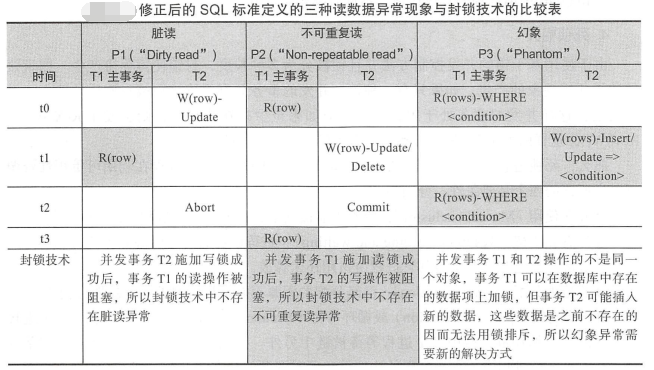 修正后的 SQL 标准定义的三种读数据异常现象与封锁技术的比较表
脏读
P1 (“Dirty read”)
不可重复读
P2 (“Non-repeatable read”)
幻象
P3 (“Phantom”)
时间
T1 主事务
T2
T1 主事务
T2
T1 主事务
T2
t0
W(row)-
Update
R(row)
R(rows)-WHERE
<condition>
t1
R(row)
W(row)-Update/
Delete
W(rows)-Insert/
Update =>
<condition>
t2
Abort
Commit
R(rows)-WHERE
<condition>
t3
R(row)
封锁技术
并发事务 T2 施加写锁成
功后，事务 T1 的读操作被
阻塞，所以封锁技术中不存
在脏读异常
并发事务 T1 施加读锁成
功后，事务 T2 的写操作被阻
塞，所以封锁技术中不存在
不可重复读异常
并发事务 T1 和 T2 操作的不是同一
个对象，事务 T1 可以在数据库中存在
的数据项上加锁，但事务 T2 可能插入
新的数据，这些数据是之前不存在的
因而无法用锁排斥，所以幻象异常需
要新的解决方式